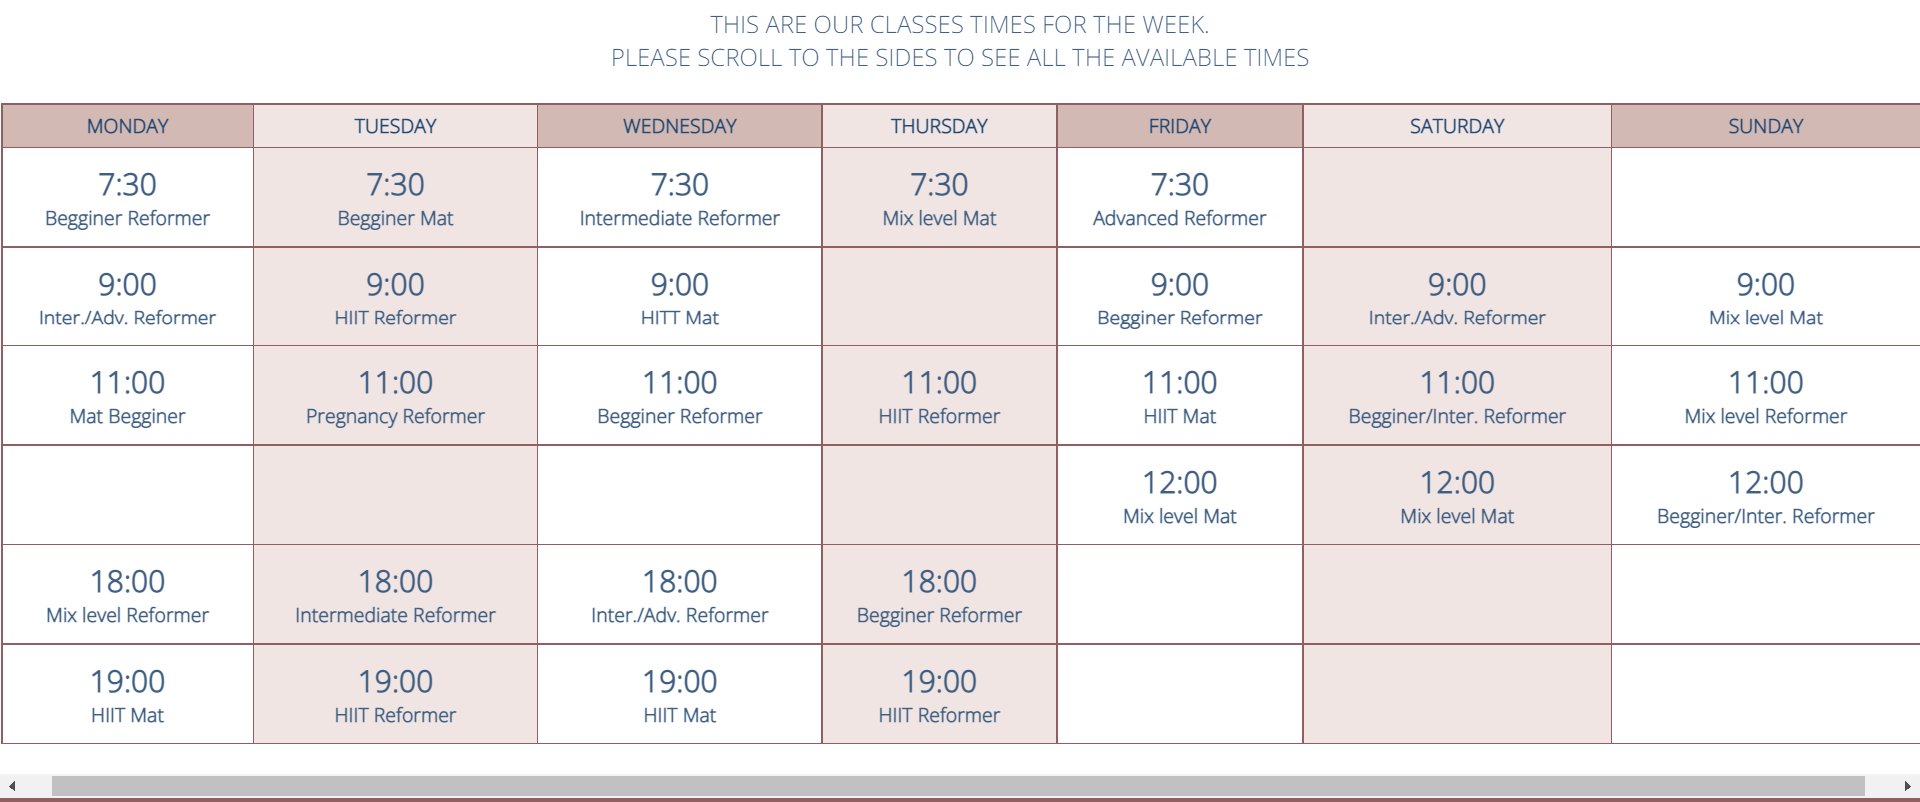 THIS ARE OUR CLASSES TIMES FOR THE WEEK.
PLEASE SCROLL TO THE SIDES TO SEE ALL THE AVAILABLE TIMES
MONDAY TUESDAY WEDNESDAY THURSDAY FRIDAY SATURDAY SUNDAY
7:30 7:30 7:30 7:30 7:30
Begginer Reformer Begginer Mat Intermediate Reformer Mix level Mat Advanced Reformer
9:00 9:00 9:00 9:00 9:00 9:00
Inter./Adv. Reformer HIIT Reformer HITT Mat Begginer Reformer Inter./Adv. Reformer Mix level Mat
11:00 11:00 11:00 11:00 11:00 11:00 11:00
Mat Begginer Pregnancy Reformer Begginer Reformer HIIT Reformer HIIT Mat Begginer/Inter. Reformer Mix level Reformer
12:00 12:00 12:00
Mix level Mat Mix level Mat Begginer/Inter. Reformer
18:00 18:00 18:00 18:00
Mix level Reformer Intermediate Reformer Inter./Adv. Reformer Begginer Reformer
19:00 19:00 19:00 19:00
HIIT Mat HIIT Reformer HIIT Mat HIIT Reformer